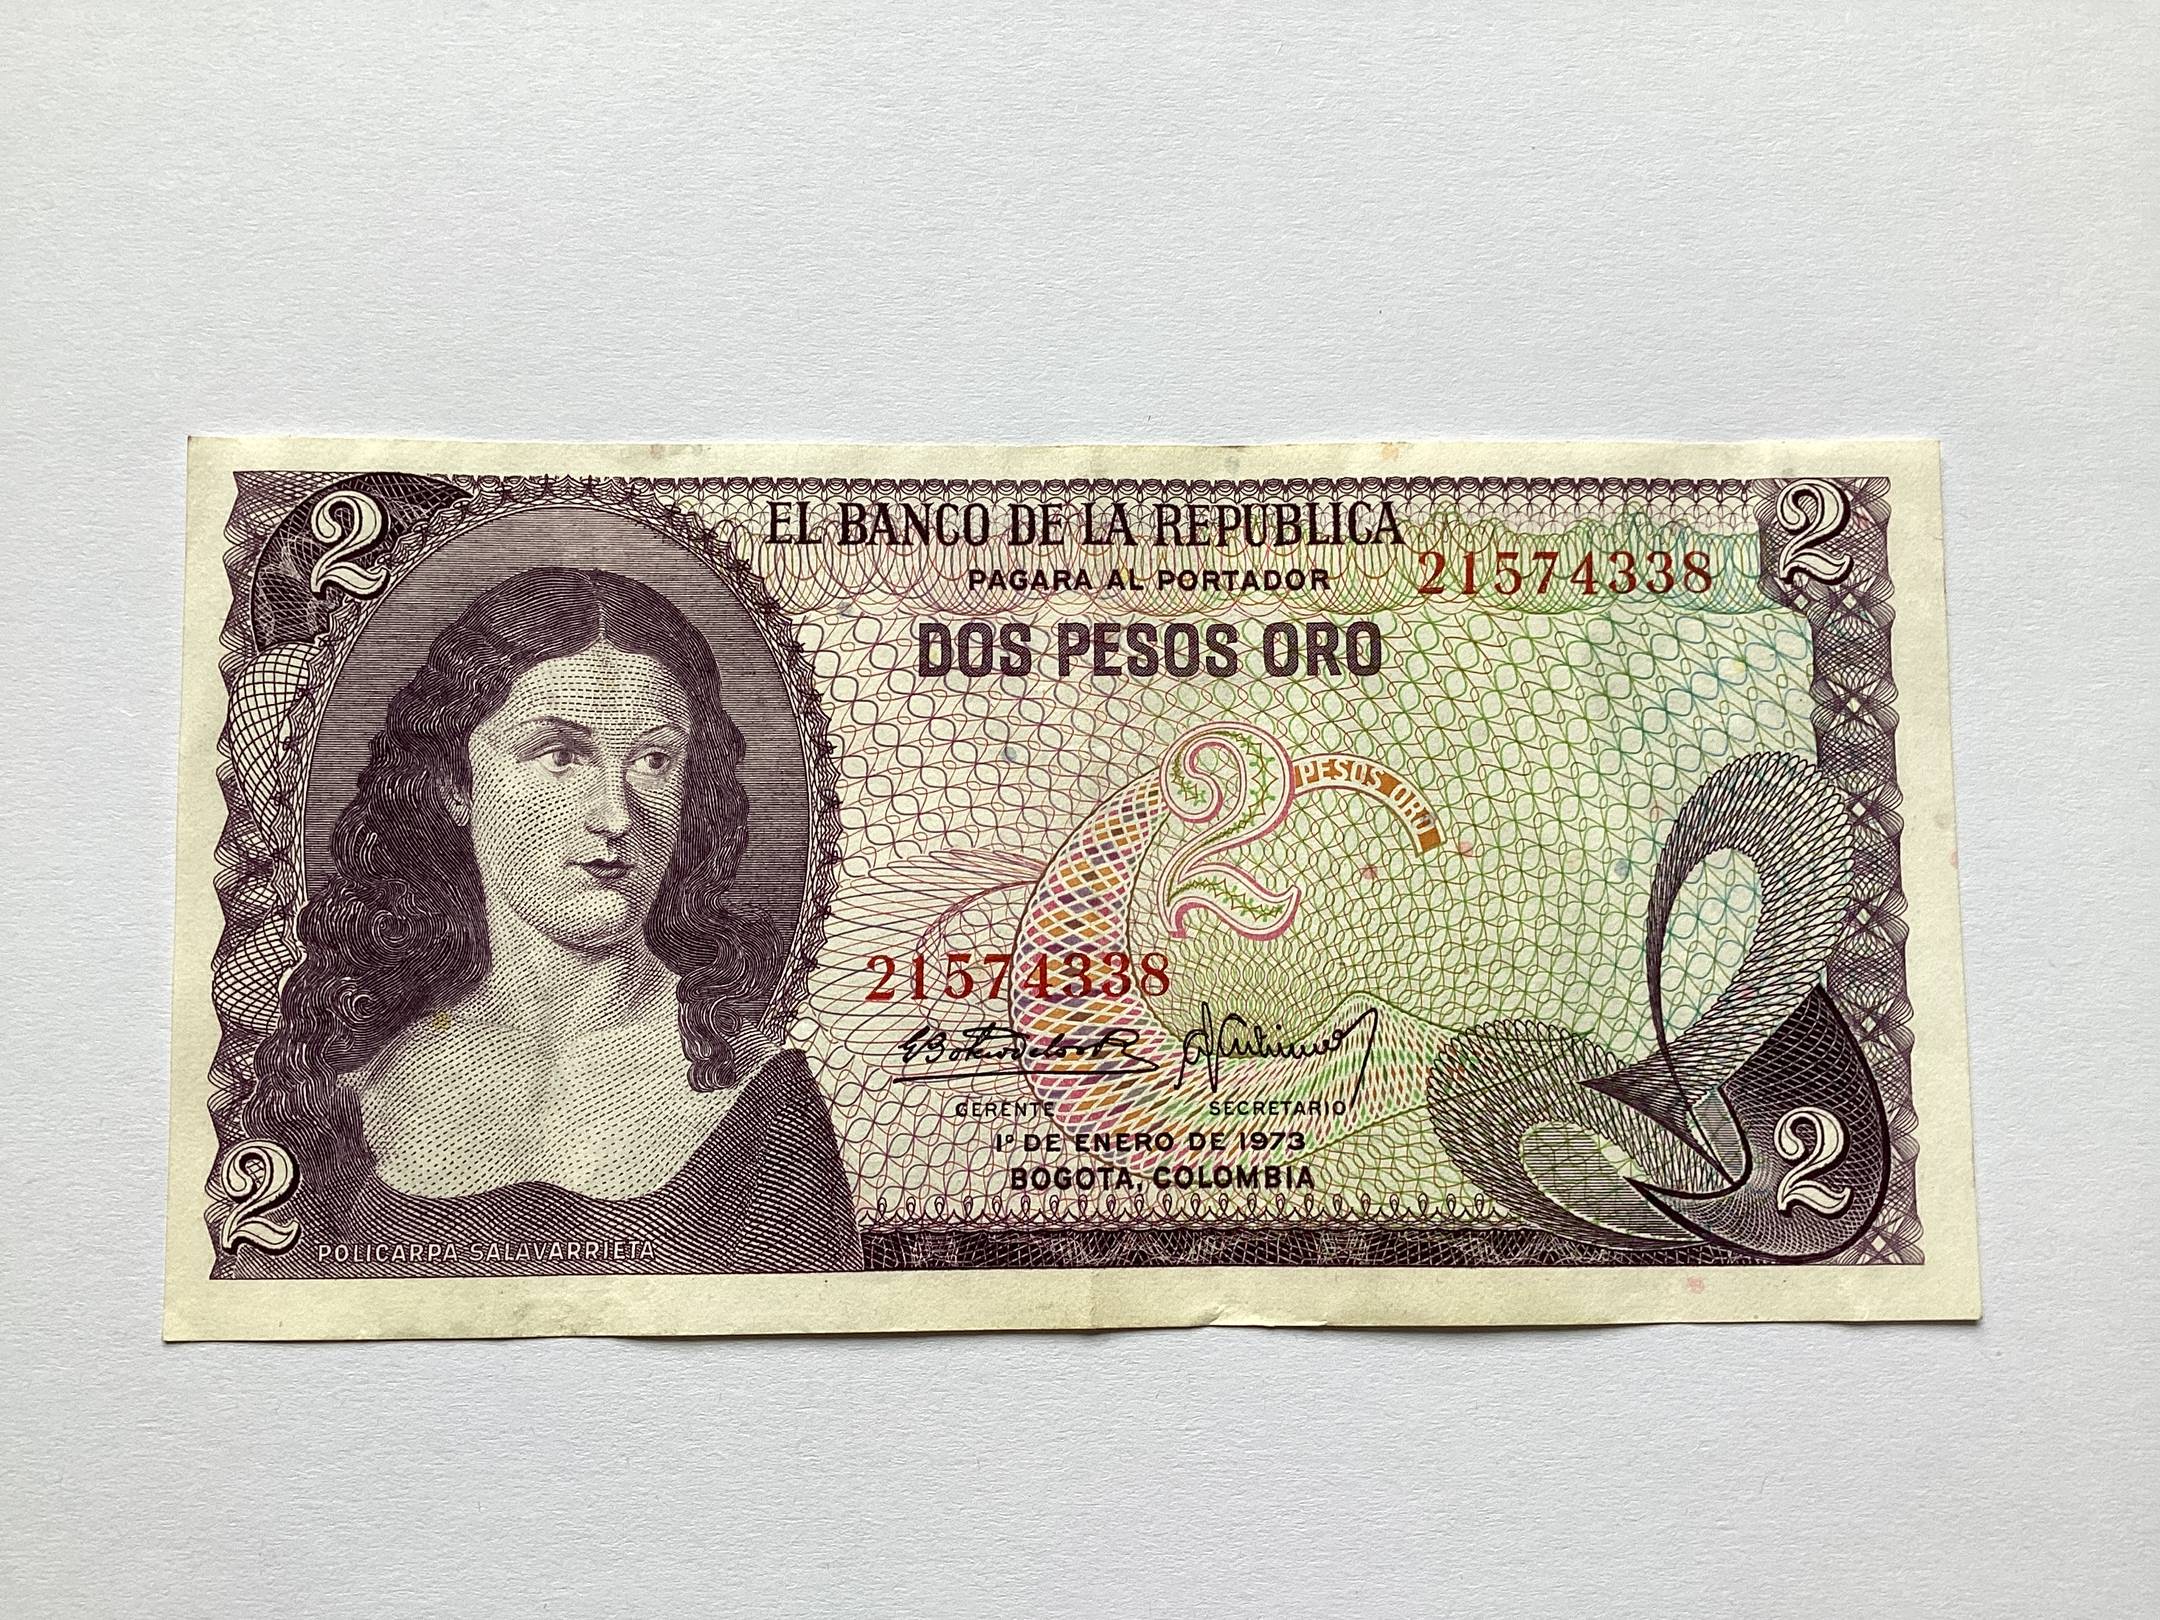 2
2
EL BANCO DE LA REPUBLICA
PAGARA AL PORTADOR
21574338
DOS PESOS ORO
2 PESOS ORO
21574338
GERENTE SECRETARIO
1º DE ENERO DE 1973
BOGOTA, COLOMBIA
2
2
POLICARPA SALAVARRIETA